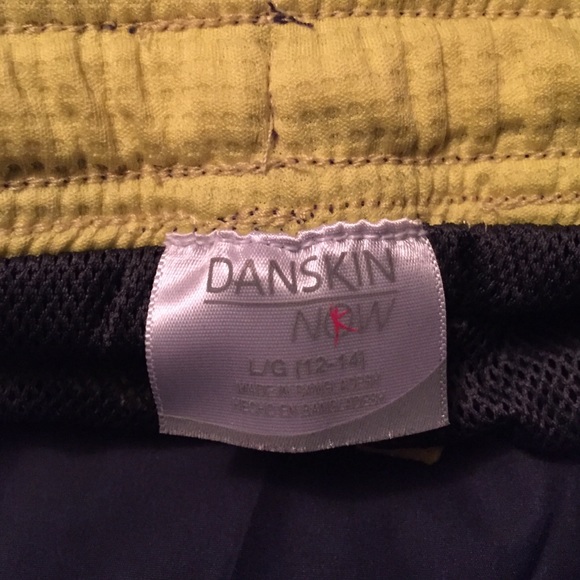 DANSKIN
NOW
L/G (12-14)
MADE IN BANGLADESH
HECHO EN BANGLADESH